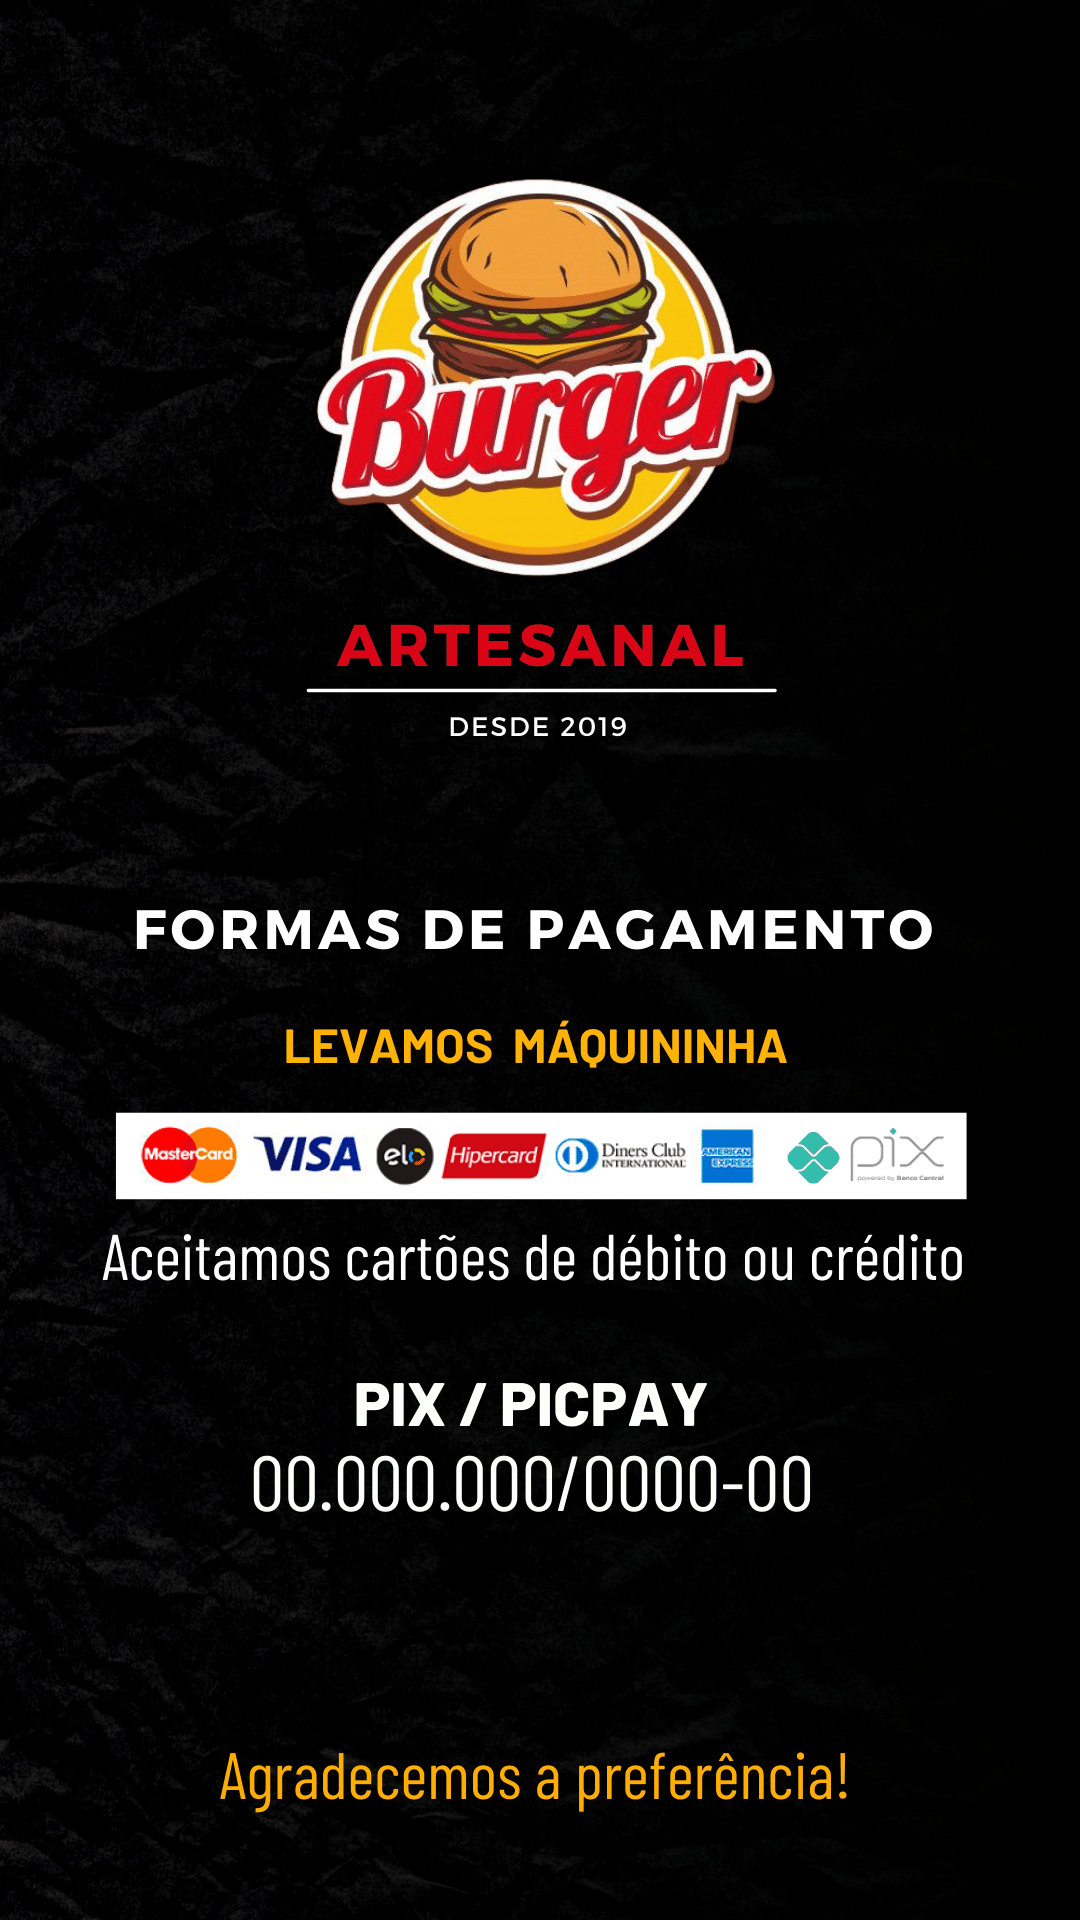 Burger
ARTESANAL
DESDE 2019
FORMAS DE PAGAMENTO
LEVAMOS MÁQUININHA
MasterCard VISA elo Hipercard Diners Club INTERNATIONAL AMERICAN EXPRESS pix powered by Banco Central
Aceitamos cartões de débito ou crédito
PIX / PICPAY
00.000.000/0000-00
Agradecemos a preferência!